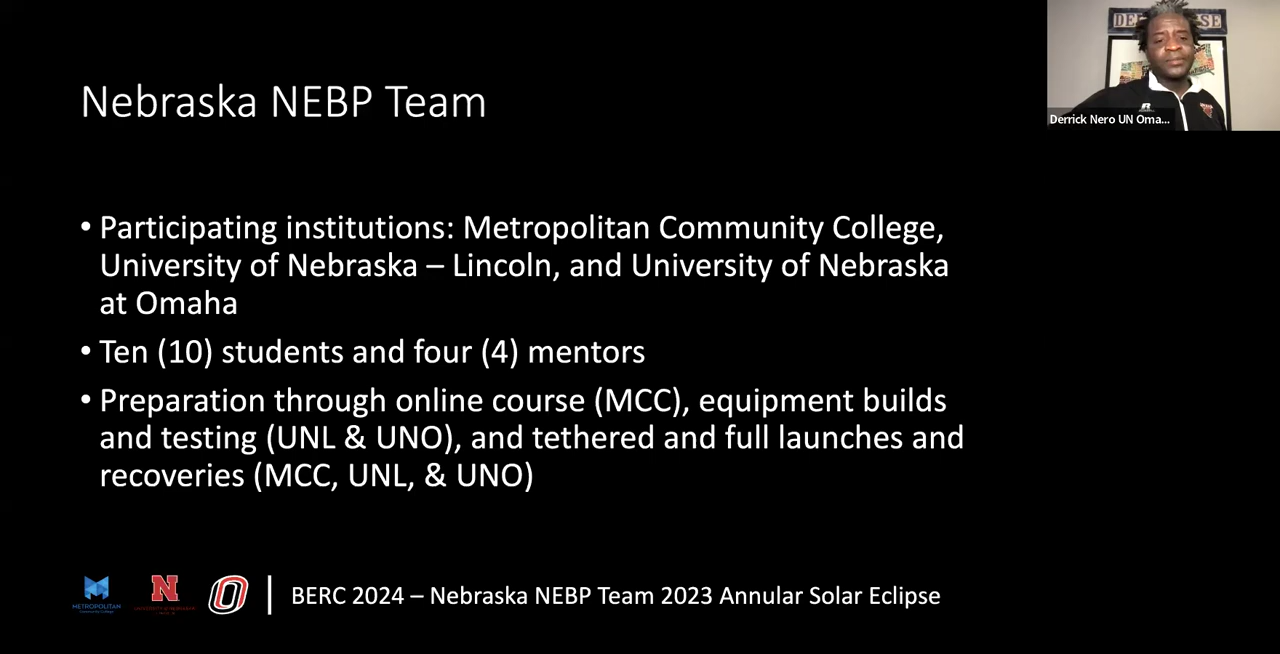 Nebraska NEBP Team
• Participating institutions: Metropolitan Community College,
University of Nebraska – Lincoln, and University of Nebraska
at Omaha
• Ten (10) students and four (4) mentors
• Preparation through online course (MCC), equipment builds
and testing (UNL & UNO), and tethered and full launches and
recoveries (MCC, UNL, & UNO)
METROPOLITAN
N
O
BERC 2024 – Nebraska NEBP Team 2023 Annular Solar Eclipse
R
Derrick Nero UN Oma...